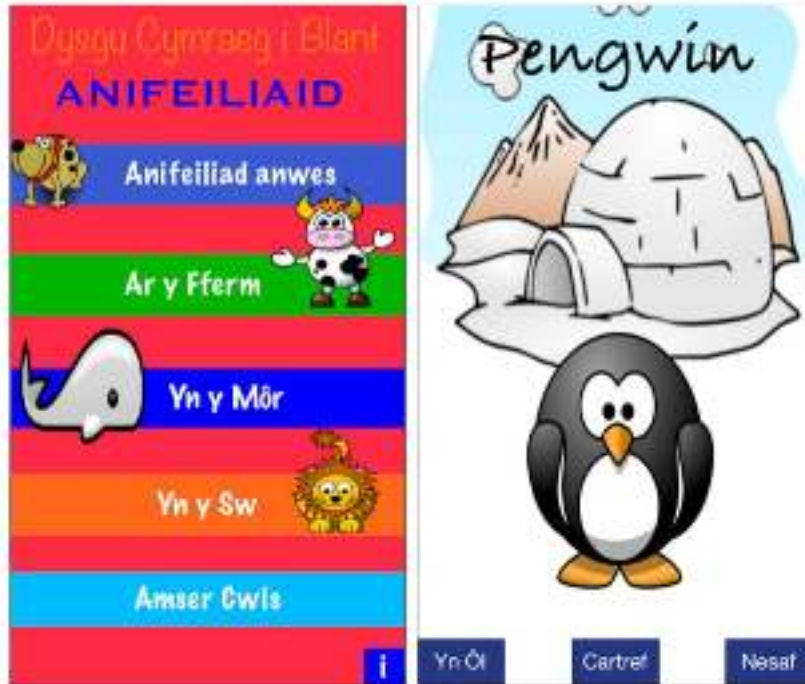 Dysgu Cymraeg i Blant
ANIFEILIAID
Anifeiliad anwes
Ar y Fferm
Yn y Môr
Yn y Sw
Amser Cwis
i
Pengwin
Yn Ôl
Cartref
Nesaf